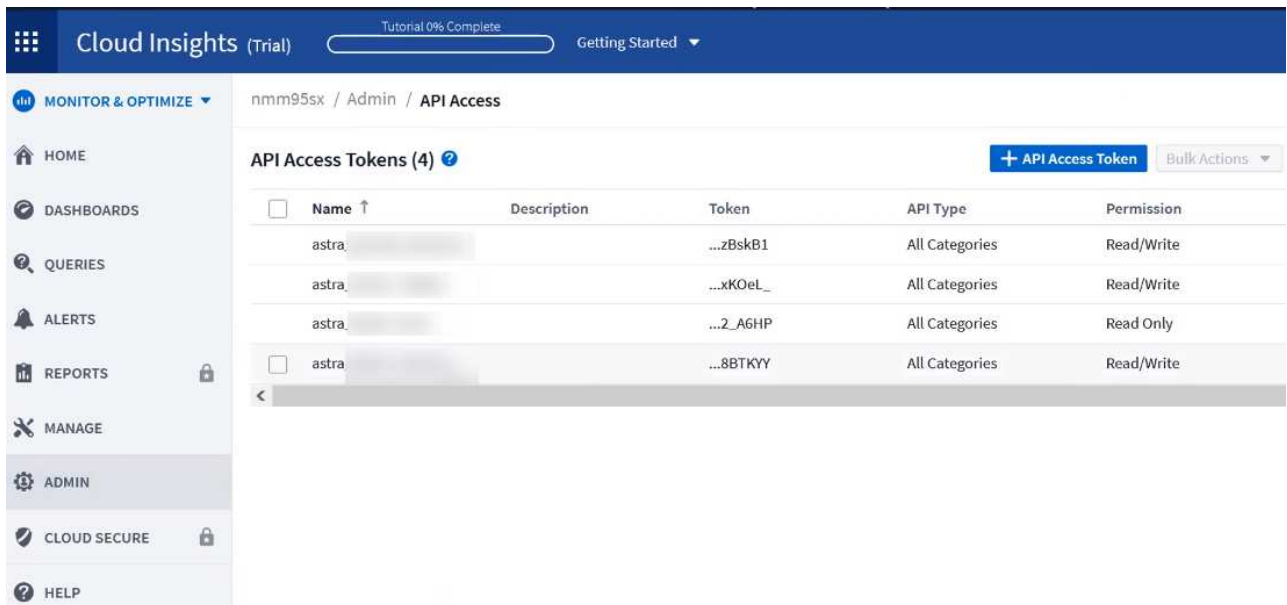 Tutorial 0% Complete
Cloud Insights (Trial) Getting Started
MONITOR & OPTIMIZE nmm95sx / Admin / API Access
HOME API Access Tokens (4) + API Access Token Bulk Actions
DASHBOARDS Name ↑ Description Token API Type Permission
astra_ ...zBskB1 All Categories Read/Write
QUERIES
astra_ ...xKOeL_ All Categories Read/Write
ALERTS astra_ ...2_A6HP All Categories Read Only
REPORTS astra ...8BTKYY All Categories Read/Write
MANAGE
ADMIN
CLOUD SECURE
HELP